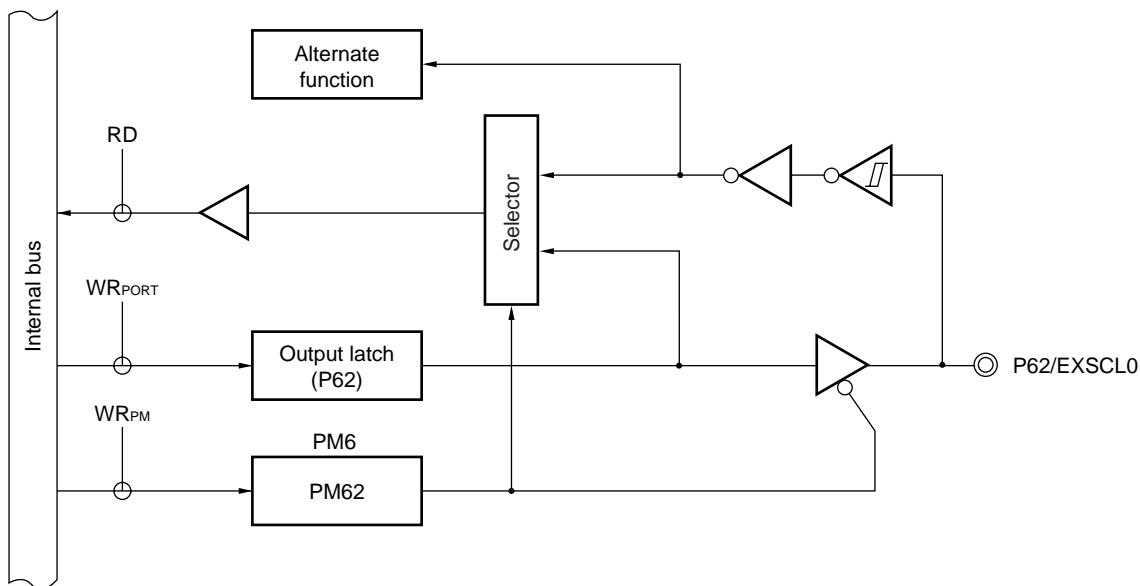 Alternate
function
RD
Selector
Internal bus
WRPORT
Output latch
(P62)
P62/EXSCL0
WRPM
PM6
PM62